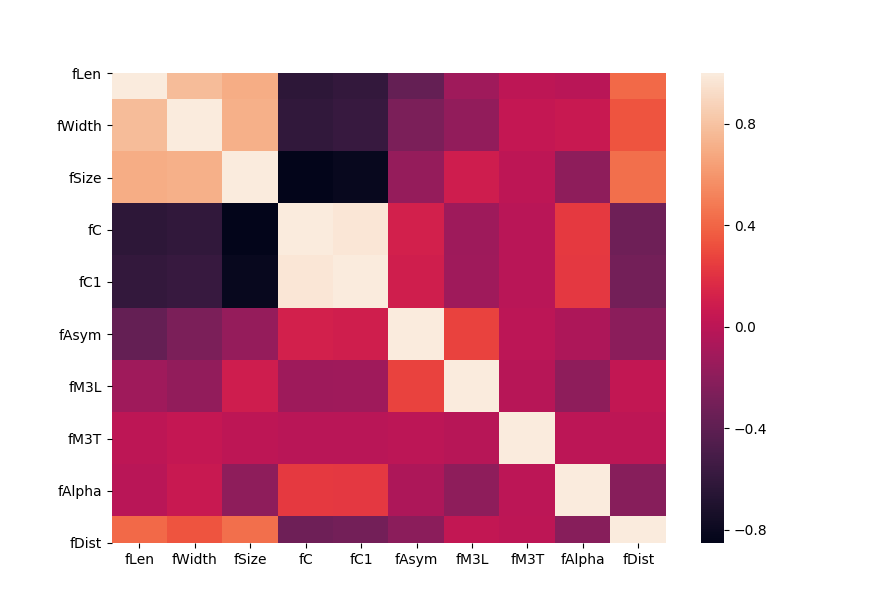 fLen
fWidth
fSize
fC
fC1
fAsym
fM3L
fM3T
fAlpha
fDist
fLen fWidth fSize fC fC1 fAsym fM3L fM3T fAlpha fDist
0.8
0.4
0.0
−0.4
−0.8